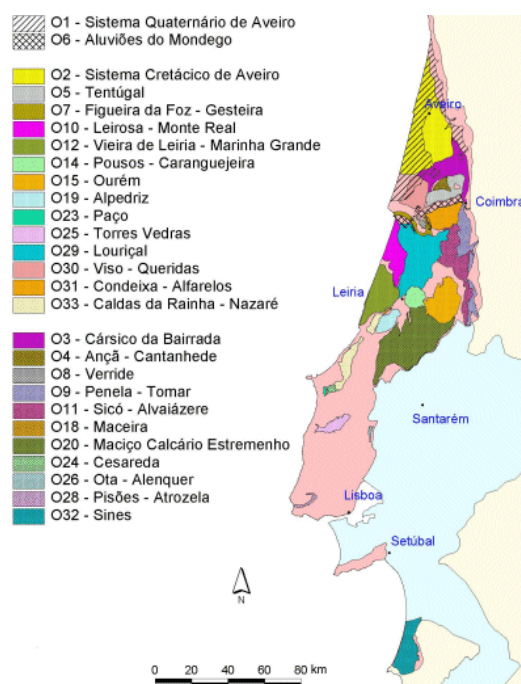 O1 - Sistema Quaternário de Aveiro
O6 - Aluviões do Mondego
O2 - Sistema Cretácico de Aveiro
O5 - Tentúgal
O7 - Figueira da Foz - Gesteira
O10 - Leirosa - Monte Real
O12 - Vieira de Leiria - Marinha Grande
O14 - Pousos - Caranguejeira
O15 - Ourém
O19 - Alpedriz
O23 - Paço
O25 - Torres Vedras
O29 - Louriçal
O30 - Viso - Queridas
O31 - Condeixa - Alfarelos
O33 - Caldas da Rainha - Nazaré
O3 - Cársico da Bairrada
O4 - Ançã - Cantanhede
O8 - Verride
O9 - Penela - Tomar
O11 - Sicó - Alvaiázere
O18 - Maceira
O20 - Maciço Calcário Estremenho
O24 - Cesareda
O26 - Ota - Alenquer
O28 - Pisões - Atrozela
O32 - Sines
Aveiro
Coimbra
Leiria
Santarém
Lisboa
Setúbal
N
0 20 40 60 80 km